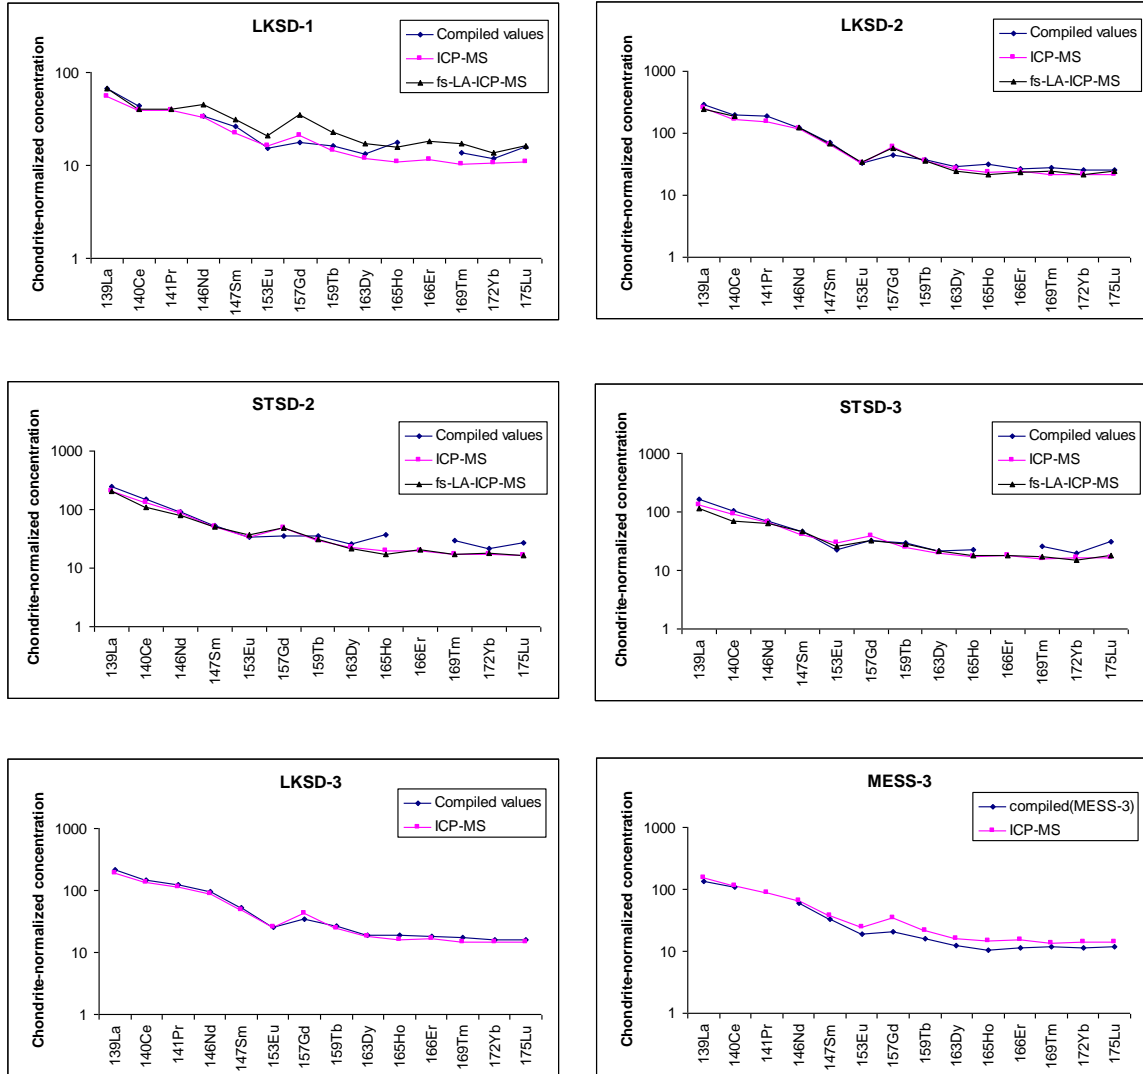 LKSD-1
Compiled values
ICP-MS
fs-LA-ICP-MS
Chondrite-normalized concentration
100
10
1
139La
140Ce
141Pr
146Nd
147Sm
153Eu
157Gd
159Tb
163Dy
165Ho
166Er
169Tm
172Yb
175Lu
LKSD-2
Compiled values
ICP-MS
fs-LA-ICP-MS
Chondrite-normalized concentration
1000
100
10
1
139La
140Ce
141Pr
146Nd
147Sm
153Eu
157Gd
159Tb
163Dy
165Ho
166Er
169Tm
172Yb
175Lu
STSD-2
Compiled values
ICP-MS
fs-LA-ICP-MS
Chondrite-normalized concentration
1000
100
10
1
139La
140Ce
146Nd
147Sm
153Eu
157Gd
159Tb
163Dy
165Ho
166Er
169Tm
172Yb
175Lu
STSD-3
Compiled values
ICP-MS
fs-LA-ICP-MS
Chondrite-normalized concentration
1000
100
10
1
139La
140Ce
146Nd
147Sm
153Eu
157Gd
159Tb
163Dy
165Ho
166Er
169Tm
172Yb
175Lu
LKSD-3
Compiled values
ICP-MS
Chondrite-normalized concentration
1000
100
10
1
139La
140Ce
141Pr
146Nd
147Sm
153Eu
157Gd
159Tb
163Dy
165Ho
166Er
169Tm
172Yb
175Lu
MESS-3
compiled(MESS-3)
ICP-MS
Chondrite-normalized concentration
1000
100
10
1
139La
140Ce
141Pr
146Nd
147Sm
153Eu
157Gd
159Tb
163Dy
165Ho
166Er
169Tm
172Yb
175Lu